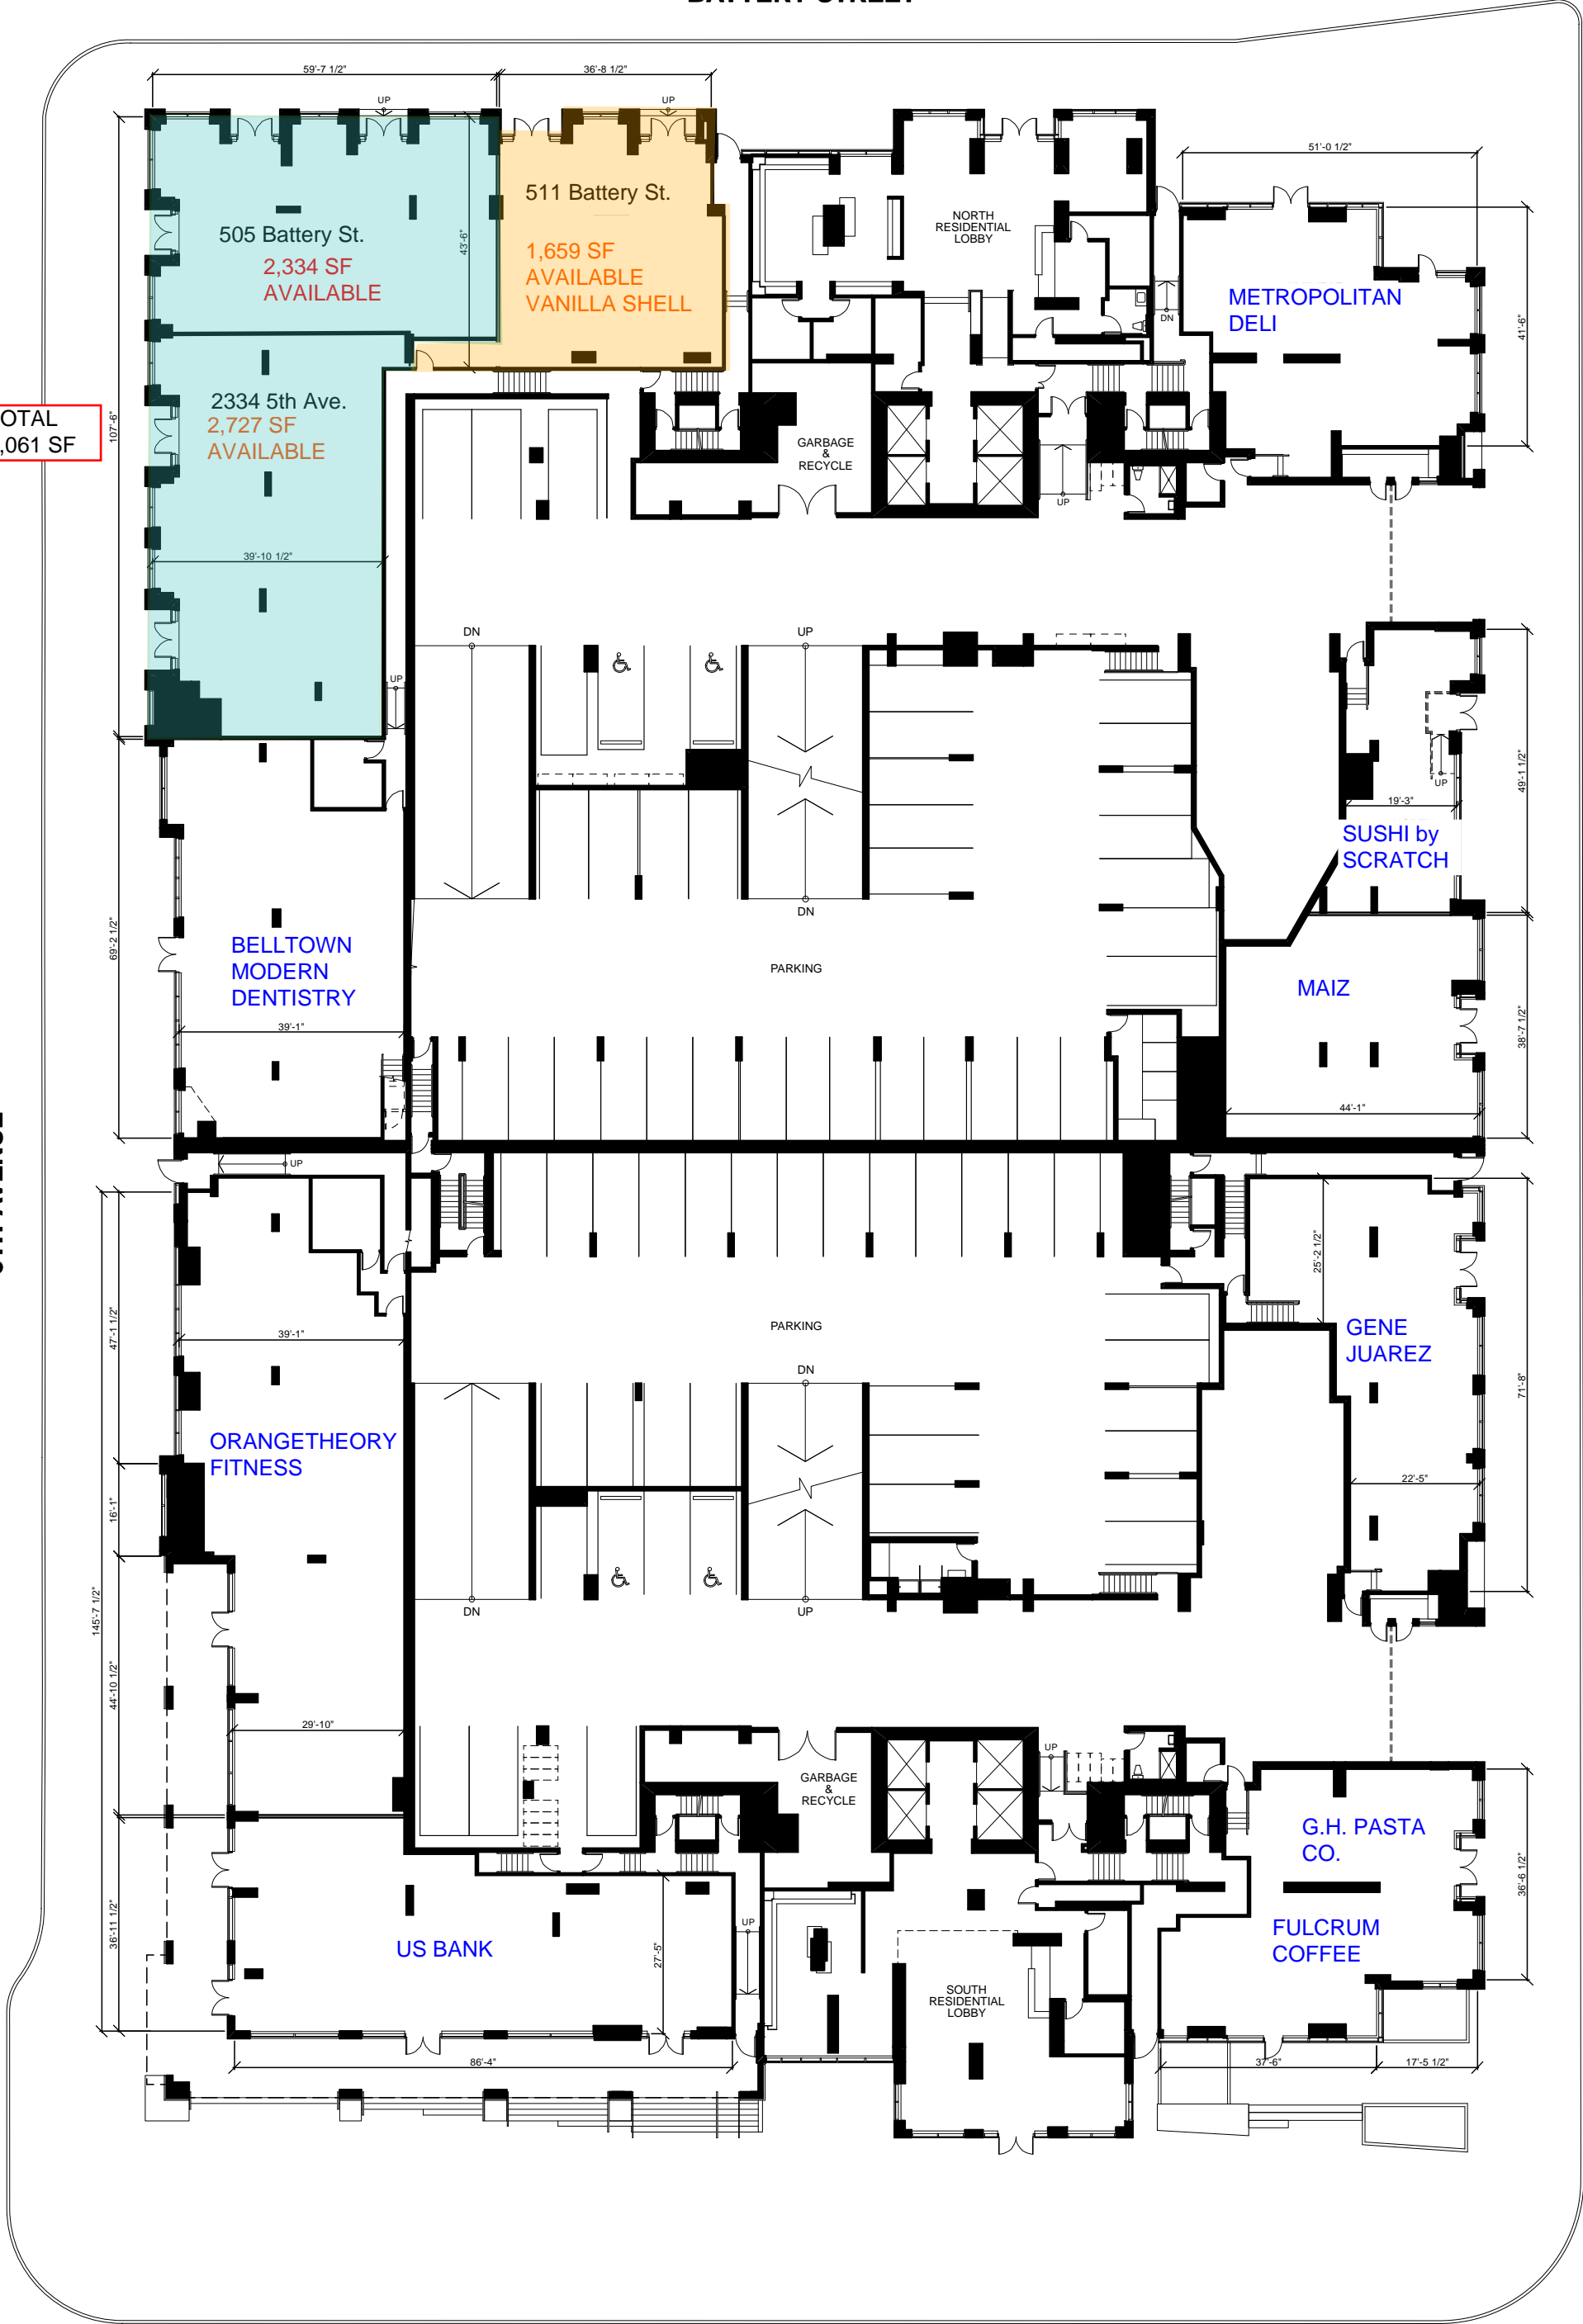 BATTERY STREET
59'-7 1/2"
36'-8 1/2"
UP
UP
51'-0 1/2"
511 Battery St.
505 Battery St.
2,334 SF
AVAILABLE
43'-6"
1,659 SF
AVAILABLE
VANILLA SHELL
NORTH
RESIDENTIAL
LOBBY
DN
METROPOLITAN
DELI
41'-6"
107'-6"
OTAL
,061 SF
2334 5th Ave.
2,727 SF
AVAILABLE
GARBAGE
&
RECYCLE
UP
39'-10 1/2"
DN
UP
UP
UP
49'-1 1/2"
19'-3"
SUSHI by
SCRATCH
DN
69'-2 1/2"
BELLTOWN
MODERN
DENTISTRY
PARKING
MAIZ
38'-7 1/2"
39'-1"
44'-1"
5TH AVENUE
UP
25'-2 1/2"
47'-1 1/2"
39'-1"
PARKING
GENE
JUAREZ
DN
71'-8"
ORANGETHEORY
FITNESS
22'-5"
16'-1"
145'-7 1/2"
DN
UP
44'-10 1/2"
29'-10"
UP
GARBAGE
&
RECYCLE
G.H. PASTA
CO.
36'-6 1/2"
36'-11 1/2"
US BANK
27'-5"
UP
FULCRUM
COFFEE
SOUTH
RESIDENTIAL
LOBBY
86'-4"
37'-6"
17'-5 1/2"